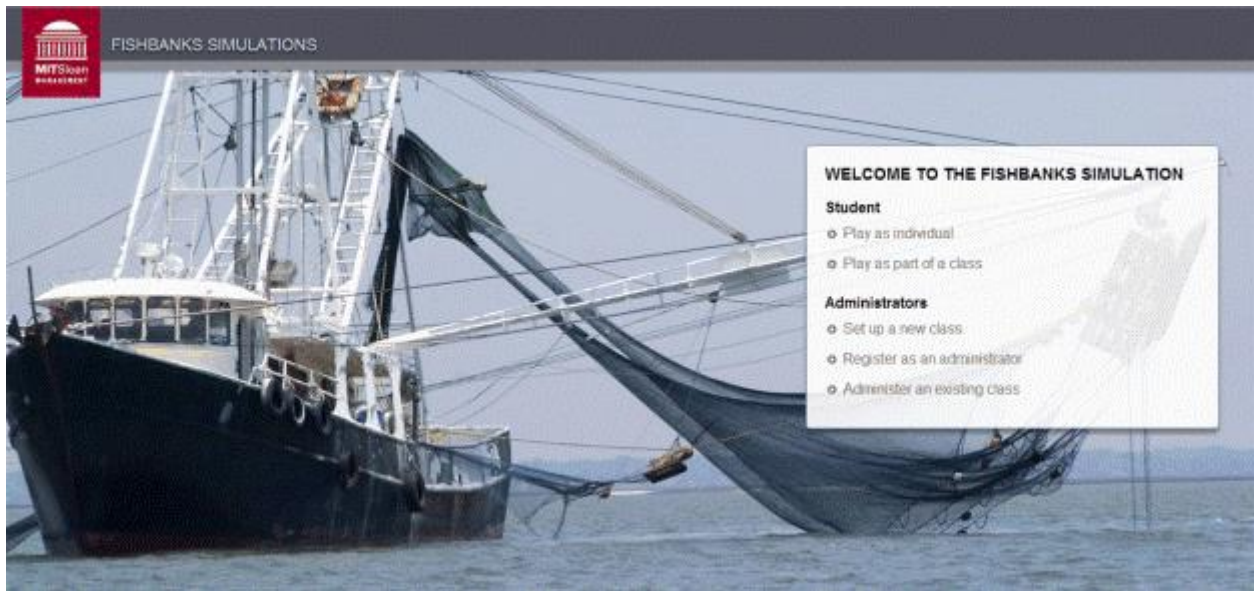 MITSloan
MANAGEMENT
FISHBANKS SIMULATIONS
WELCOME TO THE FISHBANKS SIMULATION
Student
Play as individual
Play as part of a class
Administrators
Set up a new class
Register as an administrator
Administer an existing class